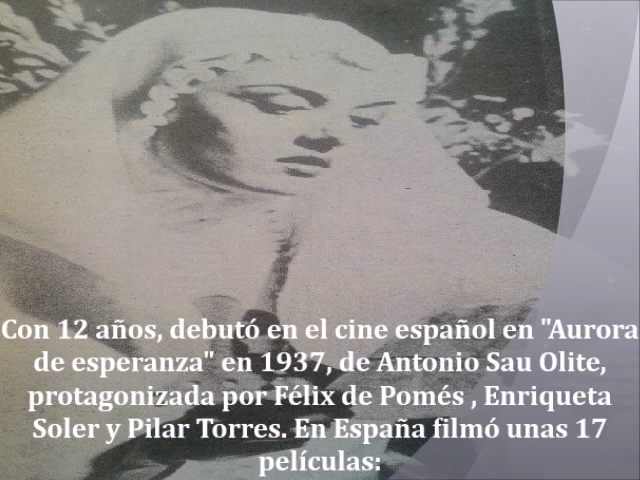 Con 12 años, debutó en el cine español en "Aurora
de esperanza" en 1937, de Antonio Sau Olite,
protagonizada por Félix de Pomés , Enriqueta
Soler y Pilar Torres. En España filmó unas 17
películas: